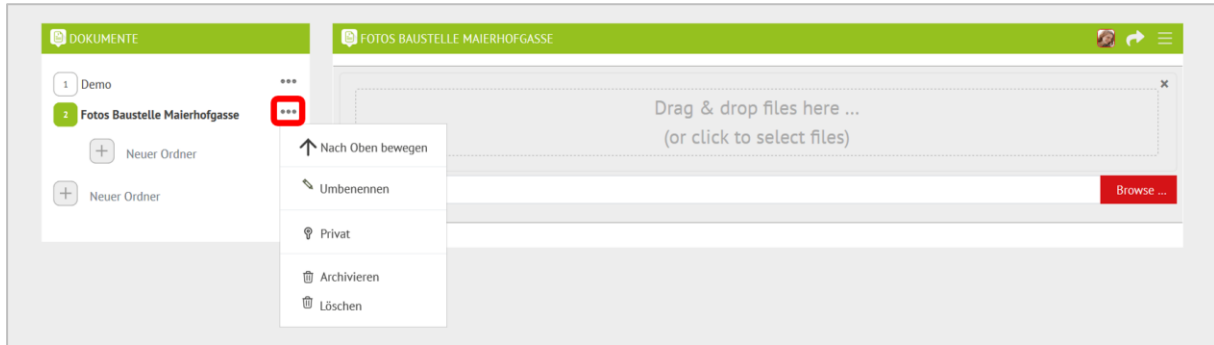 DOKUMENTE
1 Demo
2 Fotos Baustelle Maierhofgasse
Neuer Ordner
Neuer Ordner
Nach Oben bewegen
Umbenennen
Privat
Archivieren
Löschen
FOTOS BAUSTELLE MAIERHOFGASSE
Drag & drop files here ...
(or click to select files)
Browse ...